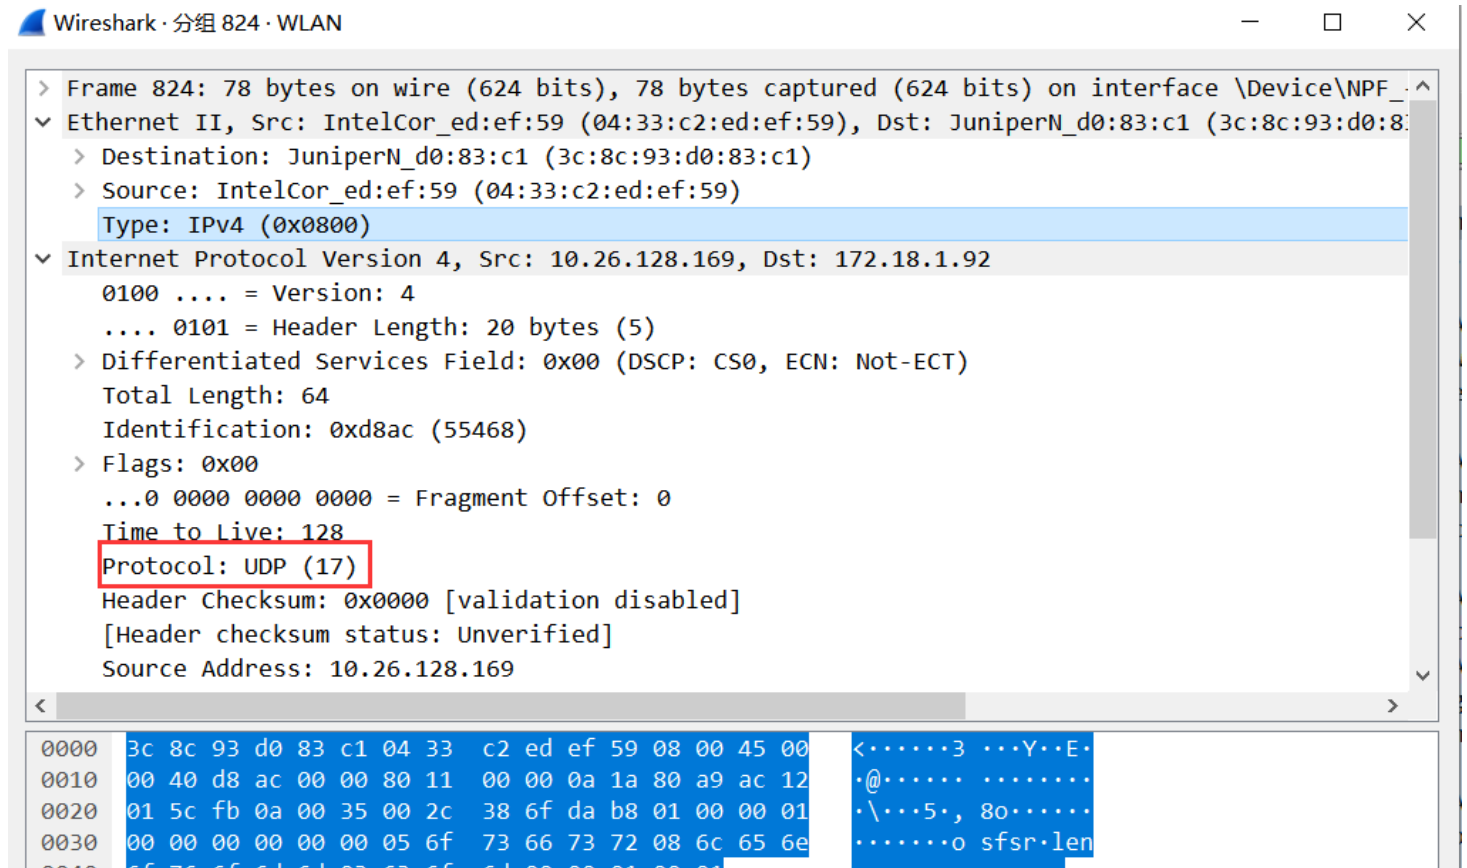 Wireshark · 分组 824 · WLAN
Frame 824: 78 bytes on wire (624 bits), 78 bytes captured (624 bits) on interface \Device\NPF_
Ethernet II, Src: IntelCor_ed:ef:59 (04:33:c2:ed:ef:59), Dst: JuniperN_d0:83:c1 (3c:8c:93:d0:8
Destination: JuniperN_d0:83:c1 (3c:8c:93:d0:83:c1)
Source: IntelCor_ed:ef:59 (04:33:c2:ed:ef:59)
Type: IPv4 (0x0800)
Internet Protocol Version 4, Src: 10.26.128.169, Dst: 172.18.1.92
0100 .... = Version: 4
.... 0101 = Header Length: 20 bytes (5)
Differentiated Services Field: 0x00 (DSCP: CS0, ECN: Not-ECT)
Total Length: 64
Identification: 0xd8ac (55468)
Flags: 0x00
...0 0000 0000 0000 = Fragment Offset: 0
Time to Live: 128
Protocol: UDP (17)
Header Checksum: 0x0000 [validation disabled]
[Header checksum status: Unverified]
Source Address: 10.26.128.169
0000 3c 8c 93 d0 83 c1 04 33 c2 ed ef 59 08 00 45 00 <······3 ···Y··E·
0010 00 40 d8 ac 00 00 80 11 00 00 0a 1a 80 a9 ac 12 ·@······ ········
0020 01 5c fb 0a 00 35 00 2c 38 6f da b8 01 00 00 01 ·\···5·, 8o······
0030 00 00 00 00 00 00 05 6f 73 66 73 72 08 6c 65 6e ·······o sfsr·len